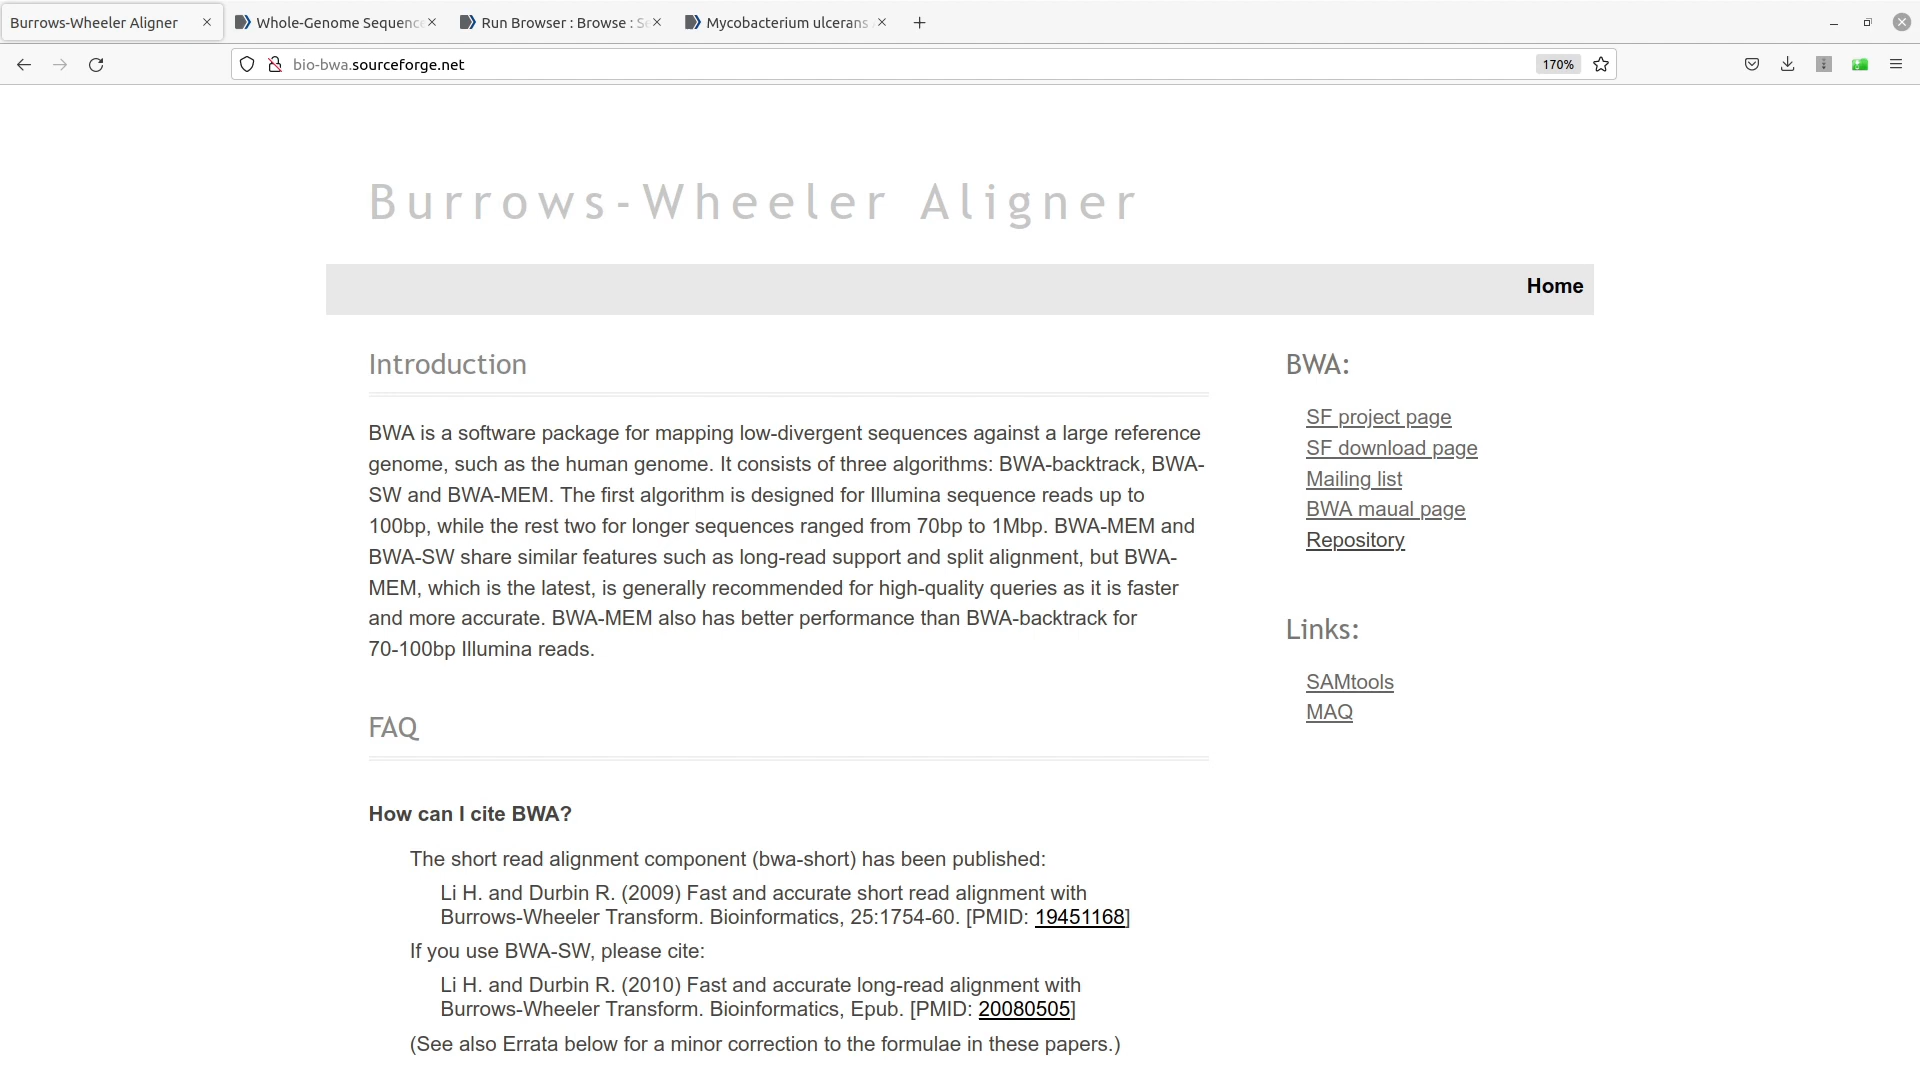 Burrows-Wheeler Aligner
Whole-Genome Sequenc
Run Browser : Browse : Se
Mycobacterium ulcerans
bio-bwa.sourceforge.net
170%
Burrows-Wheeler Aligner
Home
Introduction
BWA is a software package for mapping low-divergent sequences against a large reference
genome, such as the human genome. It consists of three algorithms: BWA-backtrack, BWA-
SW and BWA-MEM. The first algorithm is designed for Illumina sequence reads up to
100bp, while the rest two for longer sequences ranged from 70bp to 1Mbp. BWA-MEM and
BWA-SW share similar features such as long-read support and split alignment, but BWA-
MEM, which is the latest, is generally recommended for high-quality queries as it is faster
and more accurate. BWA-MEM also has better performance than BWA-backtrack for
70-100bp Illumina reads.
FAQ
How can I cite BWA?
The short read alignment component (bwa-short) has been published:
Li H. and Durbin R. (2009) Fast and accurate short read alignment with
Burrows-Wheeler Transform. Bioinformatics, 25:1754-60. [PMID: 19451168]
If you use BWA-SW, please cite:
Li H. and Durbin R. (2010) Fast and accurate long-read alignment with
Burrows-Wheeler Transform. Bioinformatics, Epub. [PMID: 20080505]
(See also Errata below for a minor correction to the formulae in these papers.)
BWA:
SF project page
SF download page
Mailing list
BWA maual page
Repository
Links:
SAMtools
MAQ